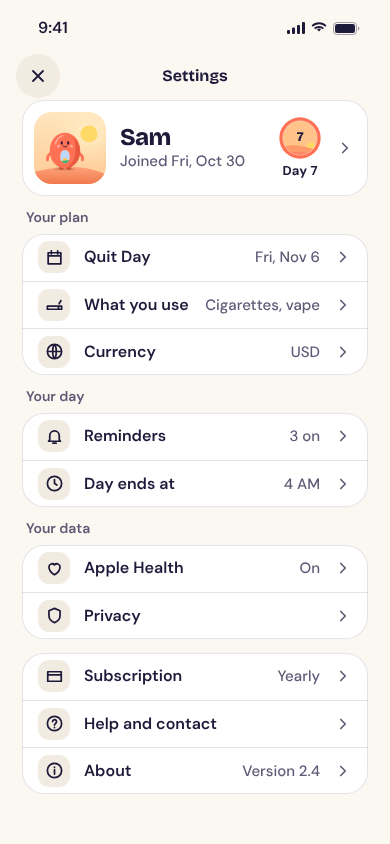 9:41
Settings
Sam
Joined Fri, Oct 30
7
Day 7
Your plan
Quit Day Fri, Nov 6
What you use Cigarettes, vape
Currency USD
Your day
Reminders 3 on
Day ends at 4 AM
Your data
Apple Health On
Privacy
Subscription Yearly
Help and contact
About Version 2.4